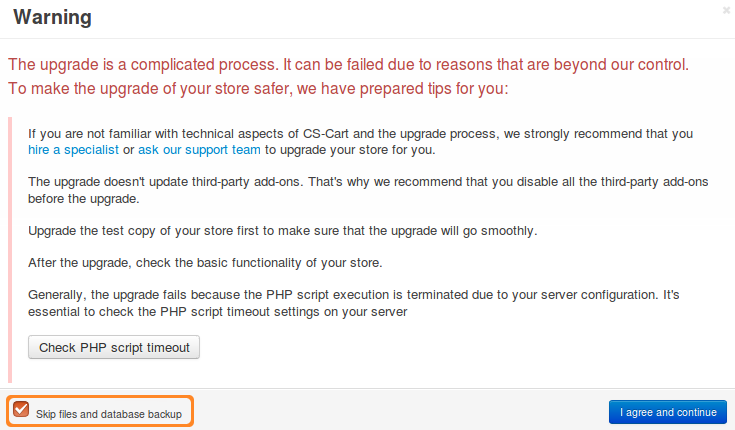 Warning
The upgrade is a complicated process. It can be failed due to reasons that are beyond our control.
To make the upgrade of your store safer, we have prepared tips for you:
If you are not familiar with technical aspects of CS-Cart and the upgrade process, we strongly recommend that you
hire a specialist or ask our support team to upgrade your store for you.
The upgrade doesn't update third-party add-ons. That's why we recommend that you disable all the third-party add-ons
before the upgrade.
Upgrade the test copy of your store first to make sure that the upgrade will go smoothly.
After the upgrade, check the basic functionality of your store.
Generally, the upgrade fails because the PHP script execution is terminated due to your server configuration. It's
essential to check the PHP script timeout settings on your server
Check PHP script timeout
Skip files and database backup
I agree and continue